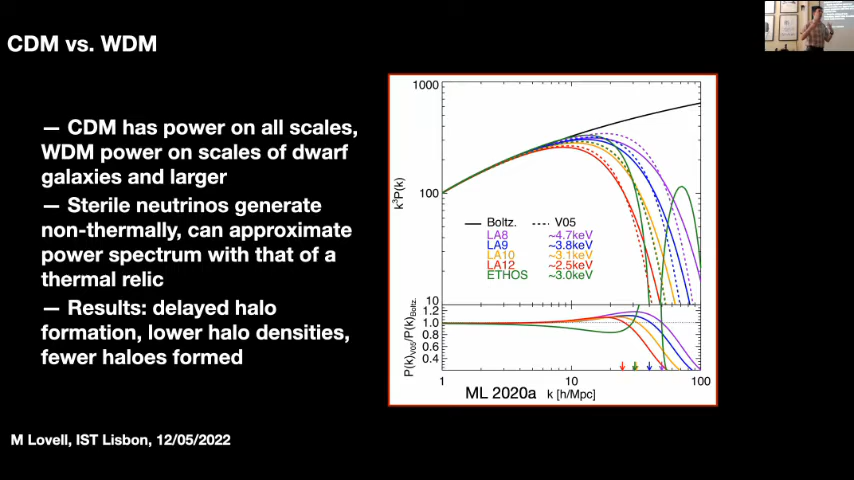 CDM vs. WDM
— CDM has power on all scales,
WDM power on scales of dwarf
galaxies and larger
— Sterile neutrinos generate
non-thermally, can approximate
power spectrum with that of a
thermal relic
— Results: delayed halo
formation, lower halo densities,
fewer haloes formed
M Lovell, IST Lisbon, 12/05/2022
1000
100
10
k³P(k)
Boltz. V05
LA8 ~4.7keV
LA9 ~3.8keV
LA10 ~3.1keV
LA12 ~2.5keV
ETHOS ~3.0keV
P(k)V05/P(k)Boltz.
1.2
1.0
0.8
0.6
0.4
1 10 100
ML 2020a k [h/Mpc]